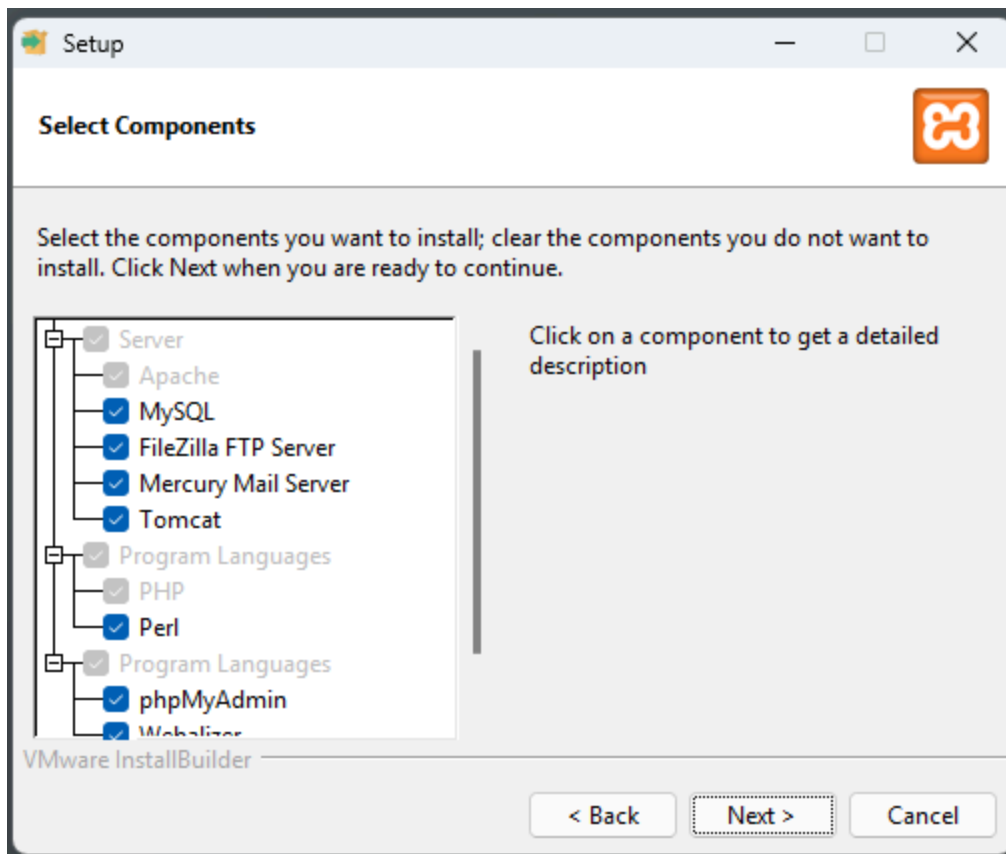 Setup
Select Components
Select the components you want to install; clear the components you do not want to
install. Click Next when you are ready to continue.
Server
Apache
MySQL
FileZilla FTP Server
Mercury Mail Server
Tomcat
Program Languages
PHP
Perl
Program Languages
phpMyAdmin
Webalizer
Click on a component to get a detailed
description
VMware InstallBuilder
< Back
Next >
Cancel